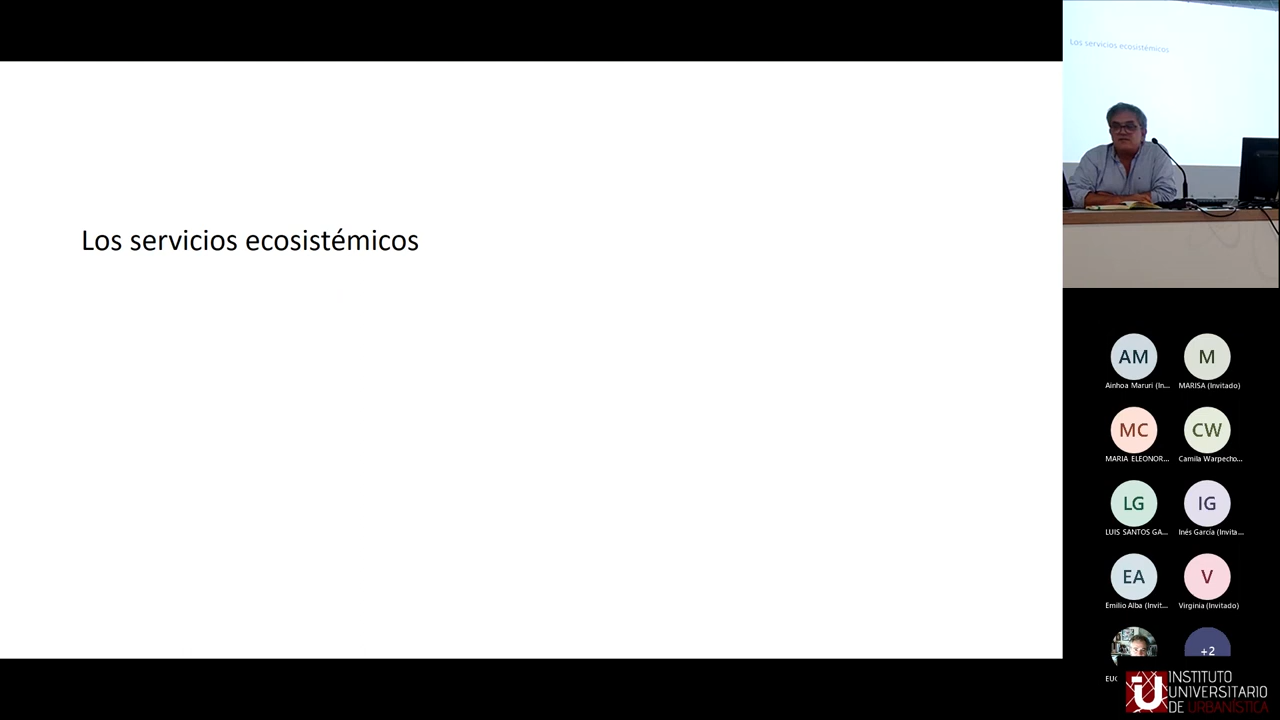 Los servicios ecosistémicos
Los servicios ecosistémicos
AM
M
Ainhoa Maruri (In...
MARISA (Invitado)
MC
CW
MARIA ELEONOR...
Camila Warpecho...
LG
IG
LUIS SANTOS GA...
Inés García (Invita...
EA
V
Emilio Alba (Invit...
Virginia (Invitado)
+2
EUG
INSTITUTO
UNIVERSITARIO
DE URBANÍSTICA